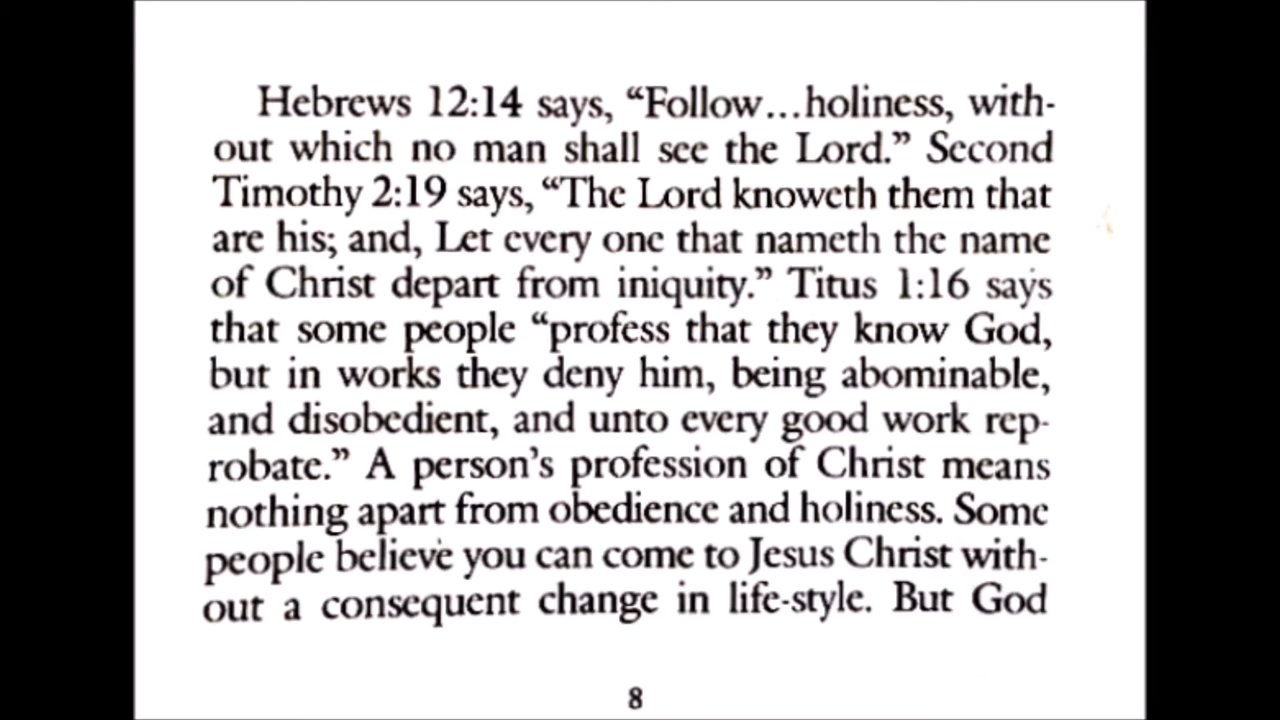 Hebrews 12:14 says, “Follow...holiness, with-
out which no man shall see the Lord.” Second
Timothy 2:19 says, “The Lord knoweth them that
are his; and, Let every one that nameth the name
of Christ depart from iniquity.” Titus 1:16 says
that some people “profess that they know God,
but in works they deny him, being abominable,
and disobedient, and unto every good work rep-
robate.” A person’s profession of Christ means
nothing apart from obedience and holiness. Some
people believe you can come to Jesus Christ with-
out a consequent change in life-style. But God
8